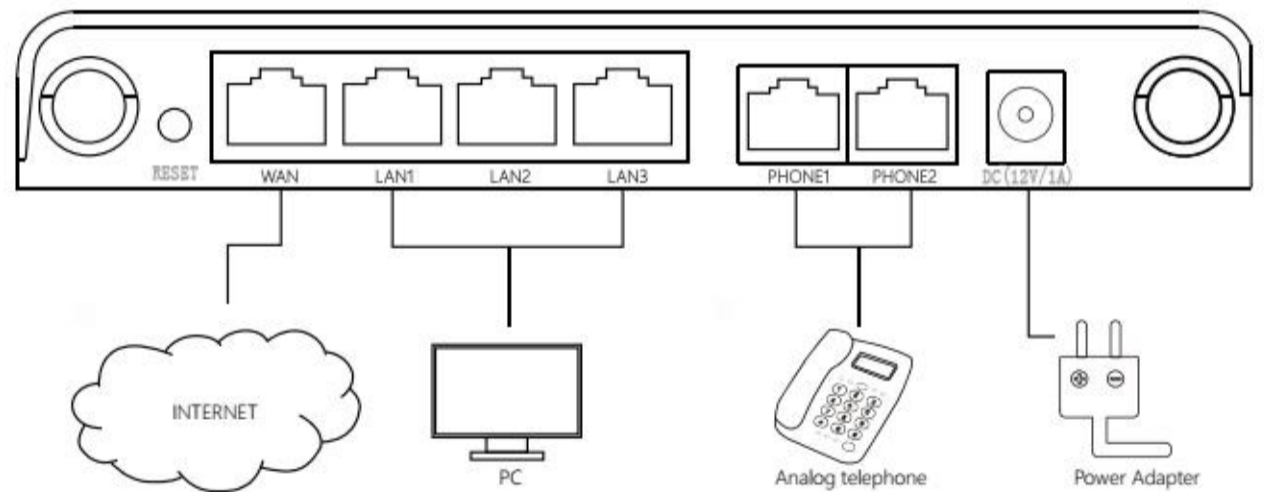 RESET WAN LAN1 LAN2 LAN3 PHONE1 PHONE2 DC(12V/1A)
INTERNET
PC
Analog telephone
Power Adapter